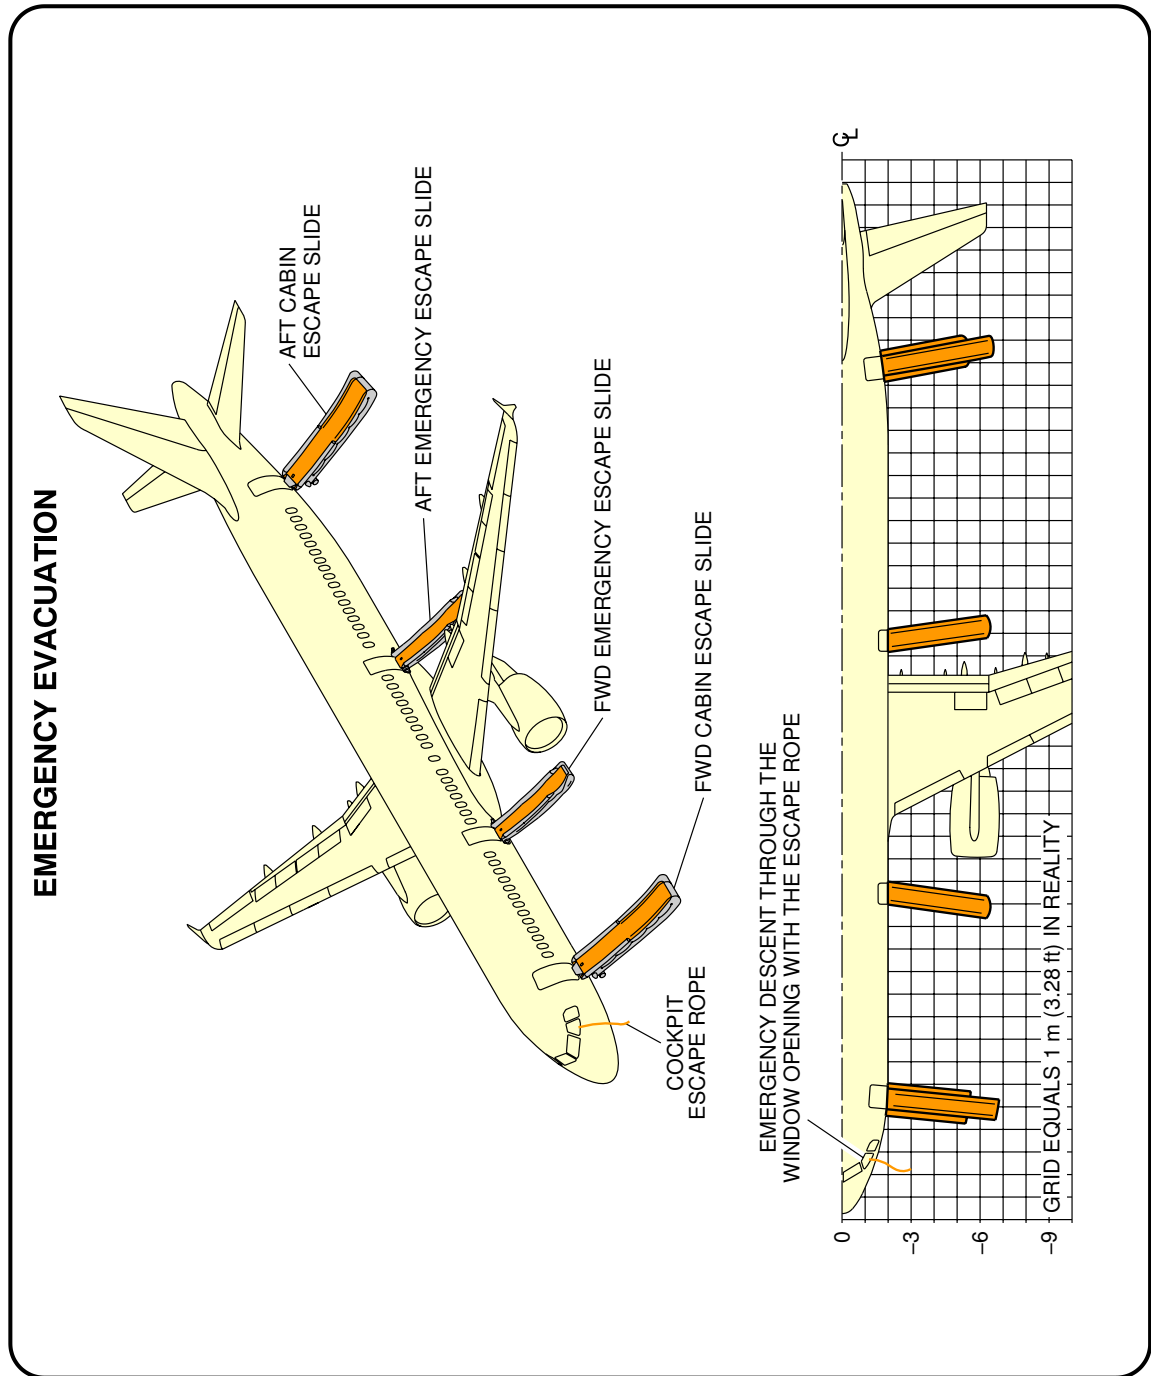 EMERGENCY EVACUATION
AFT CABIN
ESCAPE SLIDE
AFT EMERGENCY ESCAPE SLIDE
FWD EMERGENCY ESCAPE SLIDE
FWD CABIN ESCAPE SLIDE
COCKPIT
ESCAPE ROPE
EMERGENCY DESCENT THROUGH THE
WINDOW OPENING WITH THE ESCAPE ROPE
CL
0
−3
−6
−9
GRID EQUALS 1 m (3.28 ft) IN REALITY